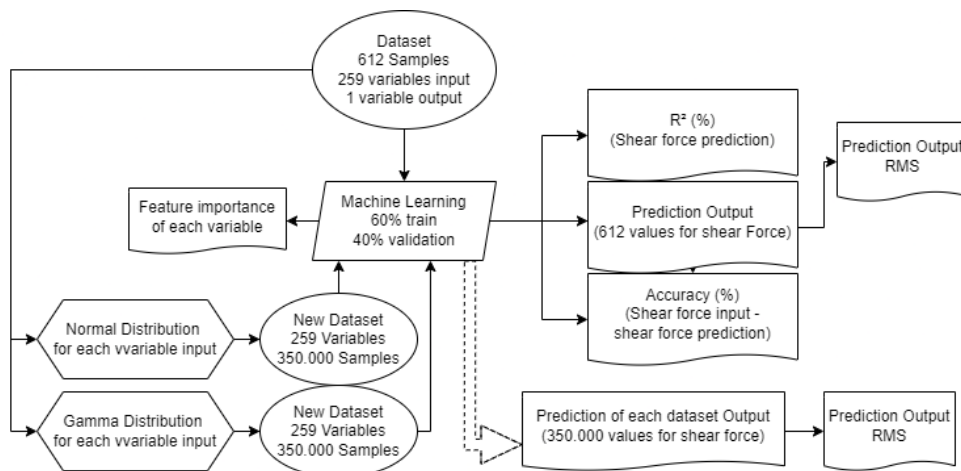 Dataset
612 Samples
259 variables input
1 variable output
R² (%)
(Shear force prediction)
Prediction Output
RMS
Feature importance
of each variable
Machine Learning
60% train
40% validation
Prediction Output
(612 values for shear Force)
Accuracy (%)
(Shear force input -
shear force prediction)
Normal Distribution
for each vvariable input
New Dataset
259 Variables
350.000 Samples
Gamma Distribution
for each vvariable input
New Dataset
259 Variables
350.000 Samples
Prediction of each dataset Output
(350.000 values for shear force)
Prediction Output
RMS